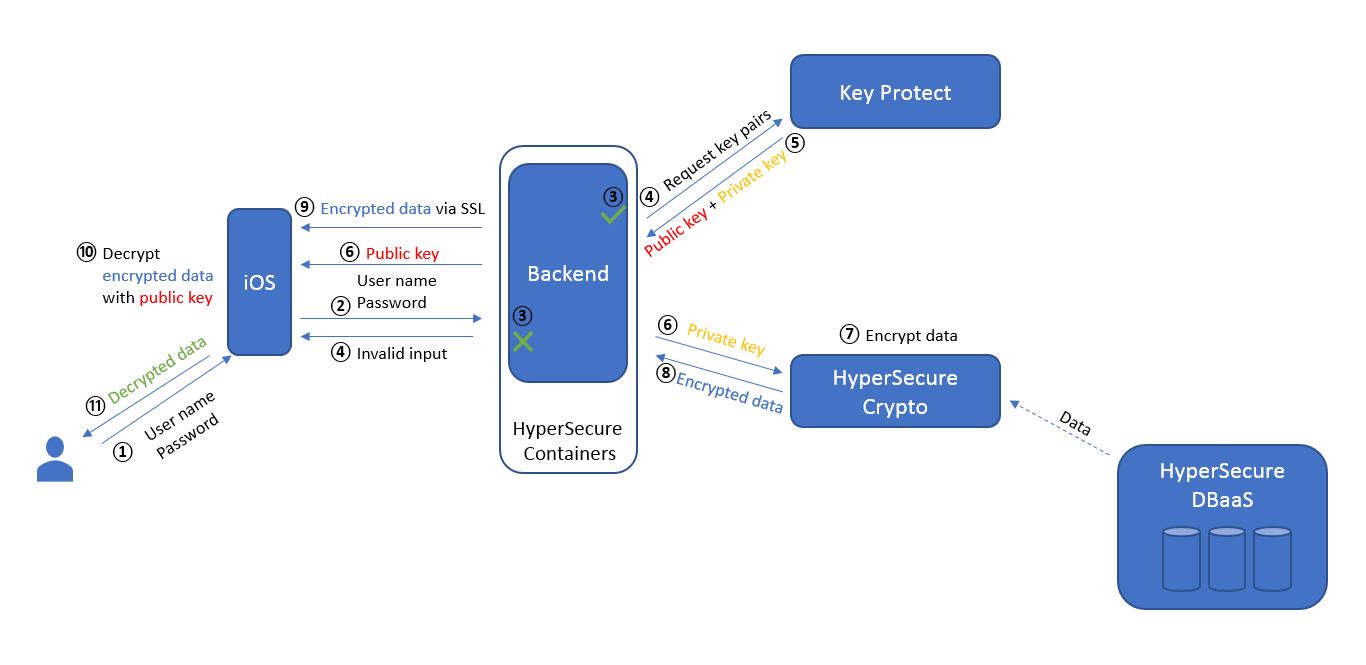 Key Protect
④ Request key pairs
⑤
Public key + Private key
③
⑨ Encrypted data via SSL
⑥ Public key
Backend
iOS
⑩ Decrypt
encrypted data
with public key
User name
② Password
③
④ Invalid input
⑥ Private key
⑦ Encrypt data
⑧ Encrypted data
HyperSecure
Crypto
⑪ Decrypted data
① User name
Password
HyperSecure
Containers
Data
HyperSecure
DBaaS